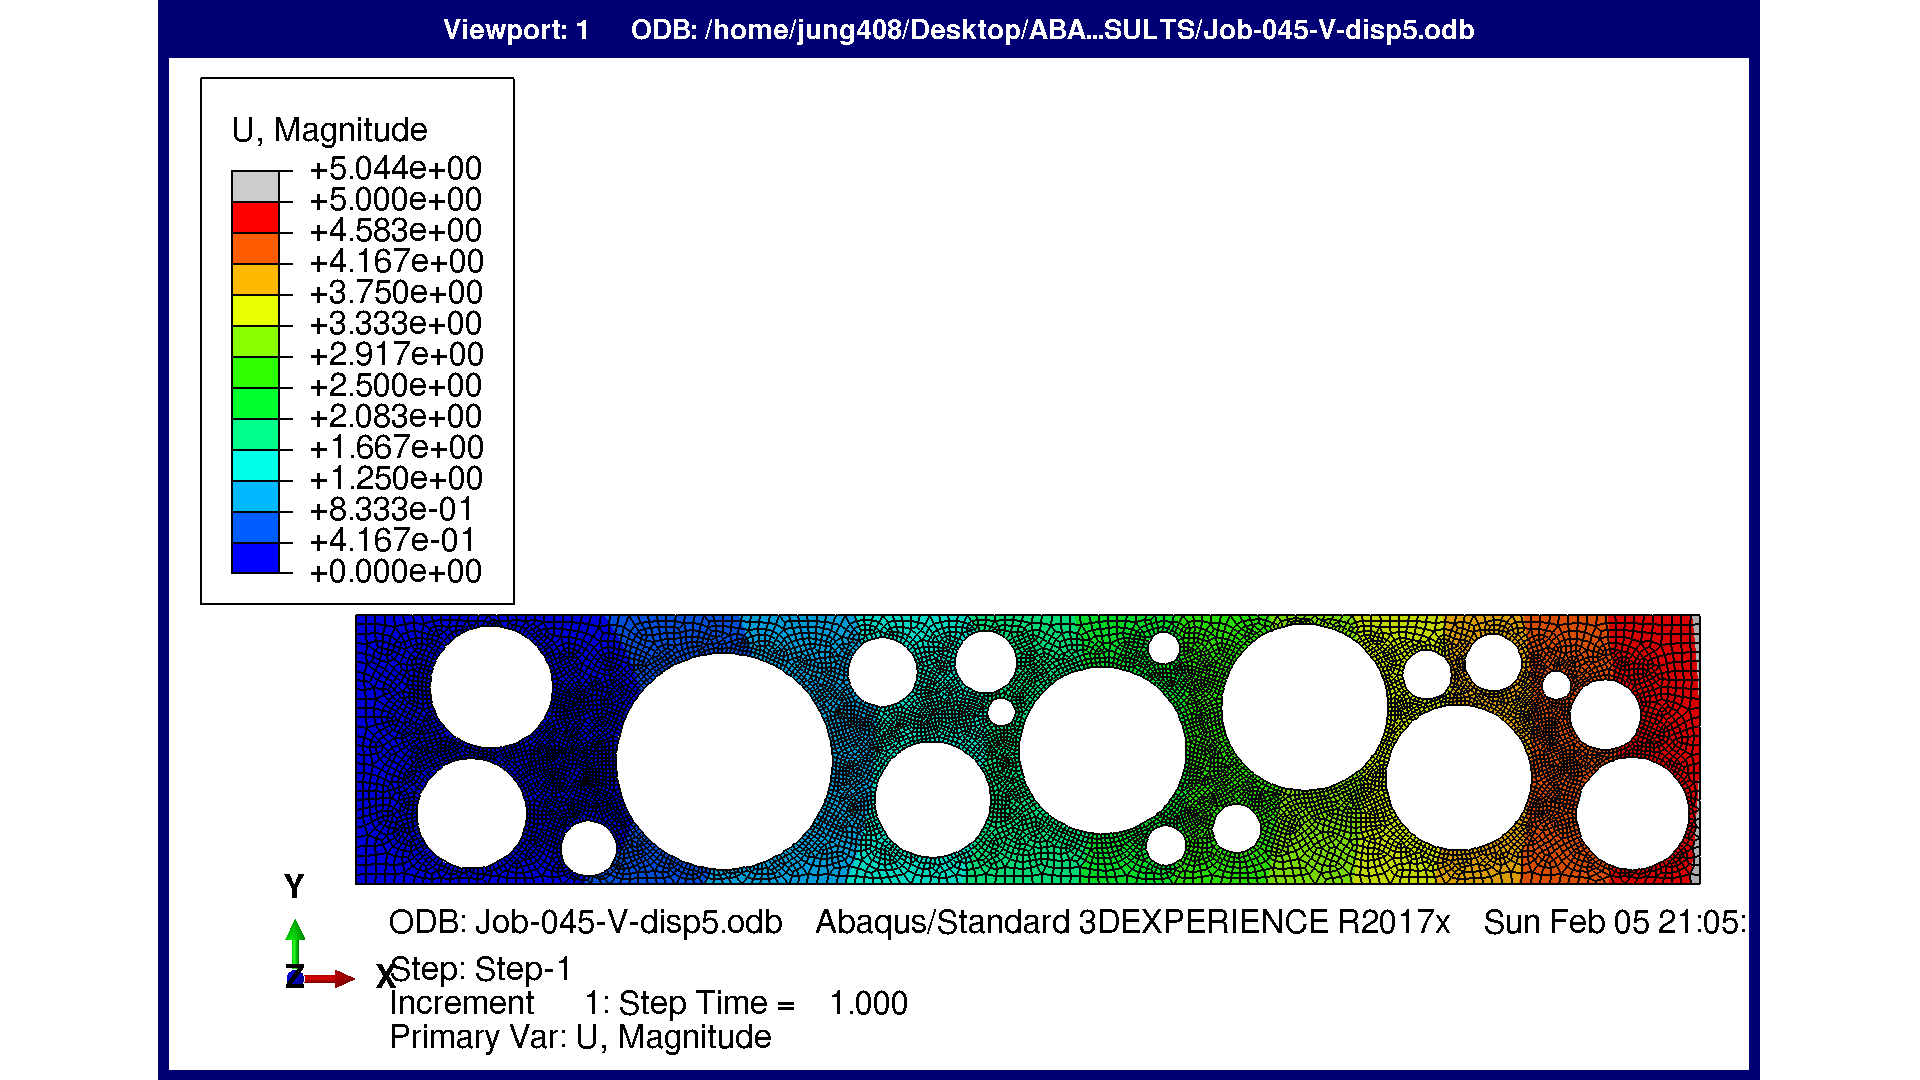 Viewport: 1 ODB: /home/jung408/Desktop/ABA...SULTS/Job-045-V-disp5.odb
U, Magnitude
+5.044e+00
+5.000e+00
+4.583e+00
+4.167e+00
+3.750e+00
+3.333e+00
+2.917e+00
+2.500e+00
+2.083e+00
+1.667e+00
+1.250e+00
+8.333e-01
+4.167e-01
+0.000e+00
Y
Z
X
ODB: Job-045-V-disp5.odb Abaqus/Standard 3DEXPERIENCE R2017x Sun Feb 05 21:05:
Step: Step-1
Increment 1: Step Time = 1.000
Primary Var: U, Magnitude